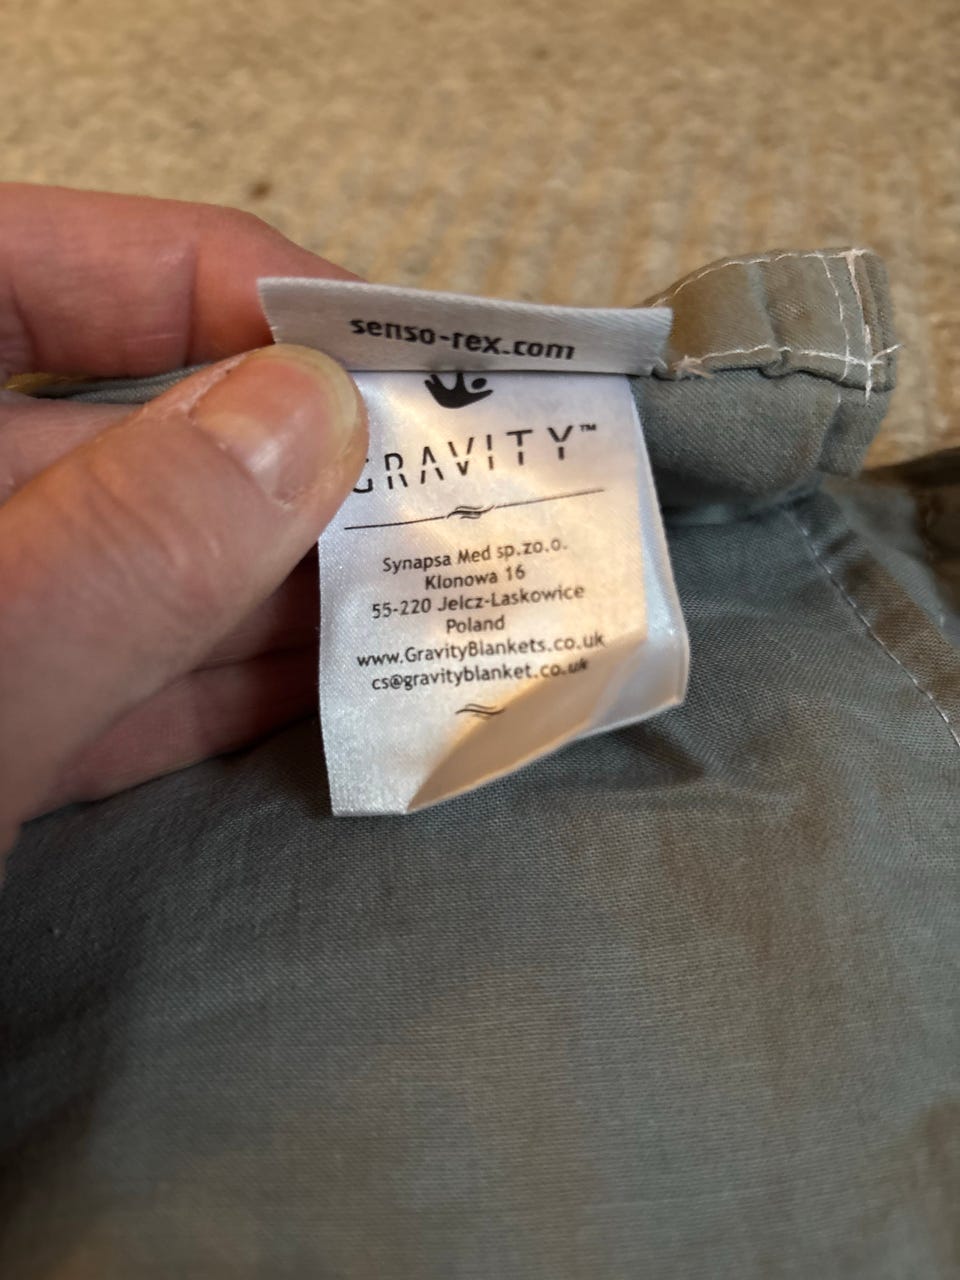 senso-rex.com
GRAVITY™
Synapsa Med sp.zo.o.
Klonowa 16
55-220 Jelcz-Laskowice
Poland
www.GravityBlankets.co.uk
cs@gravityblanket.co.uk